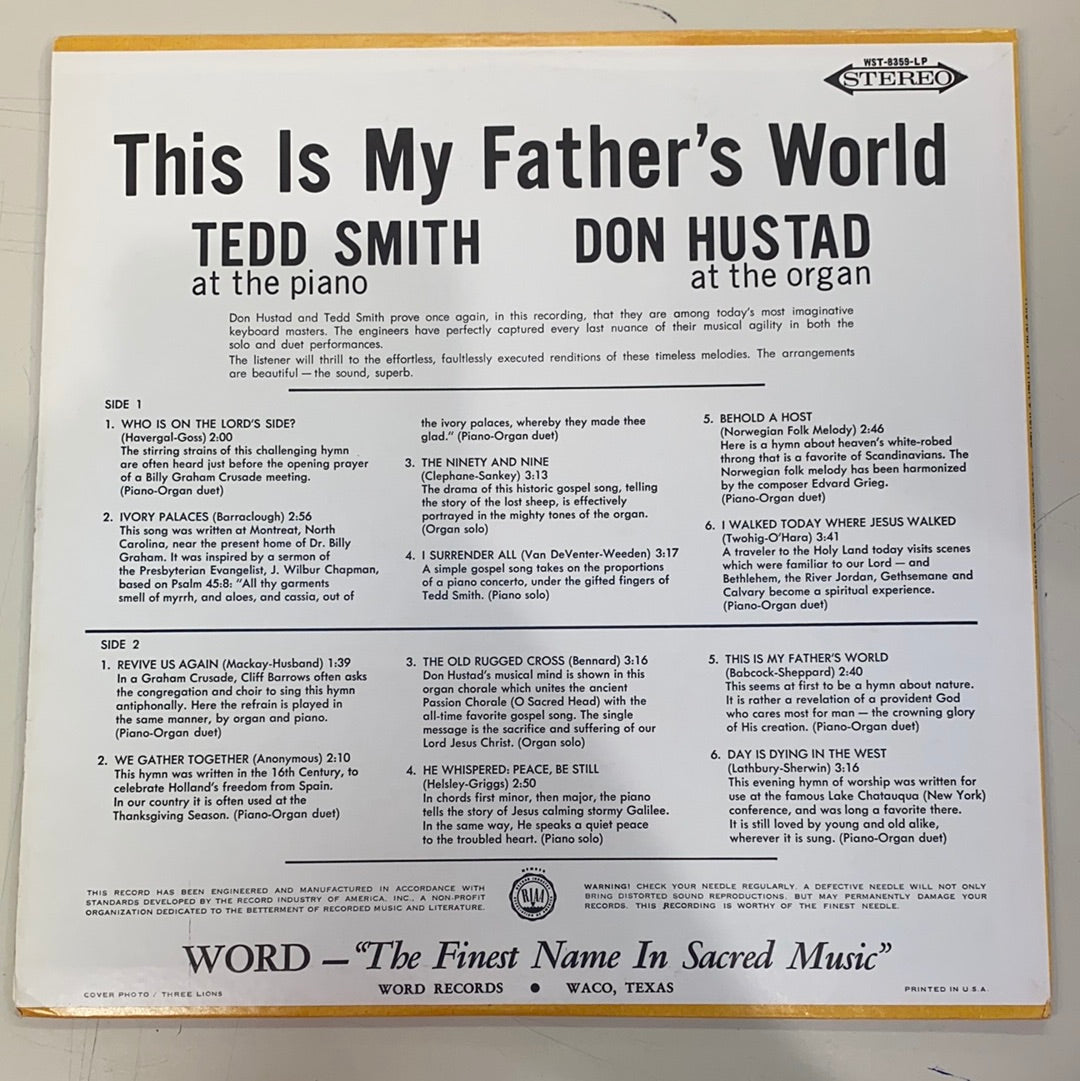 WST-8359-LP
STEREO
This Is My Father's World
TEDD SMITH
at the piano
DON HUSTAD
at the organ
Don Hustad and Tedd Smith prove once again, in this recording, that they are among today's most imaginative
keyboard masters. The engineers have perfectly captured every last nuance of their musical agility in both the
solo and duet performances.
The listener will thrill to the effortless, faultlessly executed renditions of these timeless melodies. The arrangements
are beautiful — the sound, superb.
SIDE 1
1. WHO IS ON THE LORD'S SIDE?
(Havergal-Goss) 2:00
The stirring strains of this challenging hymn
are often heard just before the opening prayer
of a Billy Graham Crusade meeting.
(Piano-Organ duet)
2. IVORY PALACES (Barraclough) 2:56
This song was written at Montreat, North
Carolina, near the present home of Dr. Billy
Graham. It was inspired by a sermon of
the Presbyterian Evangelist, J. Wilbur Chapman,
based on Psalm 45:8: "All thy garments
smell of myrrh, and aloes, and cassia, out of
the ivory palaces, whereby they made thee
glad." (Piano-Organ duet)
3. THE NINETY AND NINE
(Clephane-Sankey) 3:13
The drama of this historic gospel song, telling
the story of the lost sheep, is effectively
portrayed in the mighty tones of the organ.
(Organ solo)
4. I SURRENDER ALL (Van DeVenter-Weeden) 3:17
A simple gospel song takes on the proportions
of a piano concerto, under the gifted fingers of
Tedd Smith. (Piano solo)
5. BEHOLD A HOST
(Norwegian Folk Melody) 2:46
Here is a hymn about heaven's white-robed
throng that is a favorite of Scandinavians. The
Norwegian folk melody has been harmonized
by the composer Edvard Grieg.
(Piano-Organ duet)
6. I WALKED TODAY WHERE JESUS WALKED
(Twohig-O'Hara) 3:41
A traveler to the Holy Land today visits scenes
which were familiar to our Lord — and
Bethlehem, the River Jordan, Gethsemane and
Calvary become a spiritual experience.
(Piano-Organ duet)
SIDE 2
1. REVIVE US AGAIN (Mackay-Husband) 1:39
In a Graham Crusade, Cliff Barrows often asks
the congregation and choir to sing this hymn
antiphonally. Here the refrain is played in
the same manner, by organ and piano.
(Piano-Organ duet)
2. WE GATHER TOGETHER (Anonymous) 2:10
This hymn was written in the 16th Century, to
celebrate Holland's freedom from Spain.
In our country it is often used at the
Thanksgiving Season. (Piano-Organ duet)
3. THE OLD RUGGED CROSS (Bennard) 3:16
Don Hustad's musical mind is shown in this
organ chorale which unites the ancient
Passion Chorale (O Sacred Head) with the
all-time favorite gospel song. The single
message is the sacrifice and suffering of our
Lord Jesus Christ. (Organ solo)
4. HE WHISPERED: PEACE, BE STILL
(Helsley-Griggs) 2:50
In chords first minor, then major, the piano
tells the story of Jesus calming stormy Galilee.
In the same way, He speaks a quiet peace
to the troubled heart. (Piano solo)
5. THIS IS MY FATHER'S WORLD
(Babcock-Sheppard) 2:40
This seems at first to be a hymn about nature.
It is rather a revelation of a provident God
who cares most for man — the crowning glory
of His creation. (Piano-Organ duet)
6. DAY IS DYING IN THE WEST
(Lathbury-Sherwin) 3:16
This evening hymn of worship was written for
use at the famous Lake Chatauqua (New York)
conference, and was long a favorite there.
It is still loved by young and old alike,
wherever it is sung. (Piano-Organ duet)
THIS RECORD HAS BEEN ENGINEERED AND MANUFACTURED IN ACCORDANCE WITH
STANDARDS DEVELOPED BY THE RECORD INDUSTRY OF AMERICA, INC., A NON-PROFIT
ORGANIZATION DEDICATED TO THE BETTERMENT OF RECORDED MUSIC AND LITERATURE.
MEMBER
RIAA
WARNING! CHECK YOUR NEEDLE REGULARLY. A DEFECTIVE NEEDLE WILL NOT ONLY
BRING DISTORTED SOUND REPRODUCTIONS, BUT MAY PERMANENTLY DAMAGE YOUR
RECORDS. THIS RECORDING IS WORTHY OF THE FINEST NEEDLE.
WORD — "The Finest Name In Sacred Music"
COVER PHOTO / THREE LIONS
WORD RECORDS • WACO, TEXAS
PRINTED IN U.S.A.